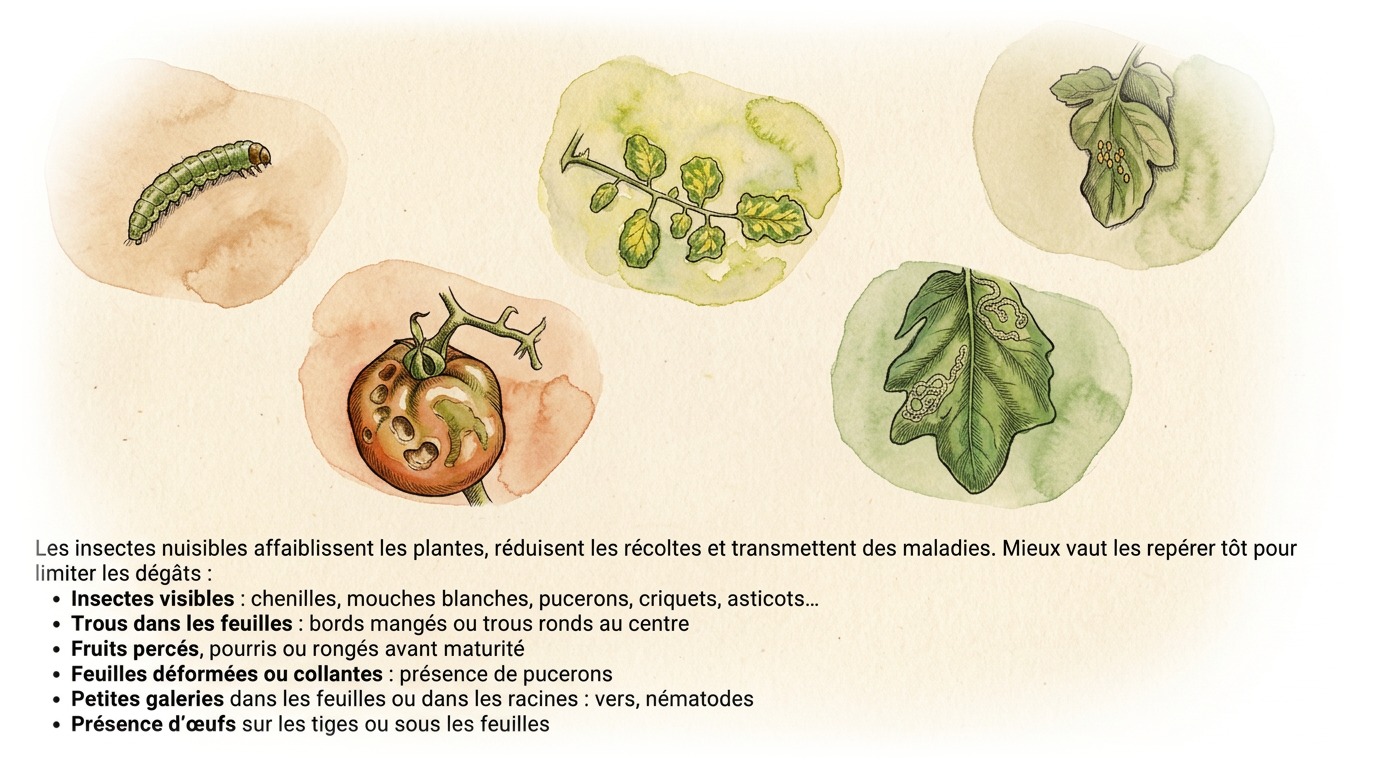 Les insectes nuisibles affaiblissent les plantes, réduisent les récoltes et transmettent des maladies. Mieux vaut les repérer tôt pour
limiter les dégâts :
• Insectes visibles : chenilles, mouches blanches, pucerons, criquets, asticots…
• Trous dans les feuilles : bords mangés ou trous ronds au centre
• Fruits percés, pourris ou rongés avant maturité
• Feuilles déformées ou collantes : présence de pucerons
• Petites galeries dans les feuilles ou dans les racines : vers, nématodes
• Présence d’œufs sur les tiges ou sous les feuilles